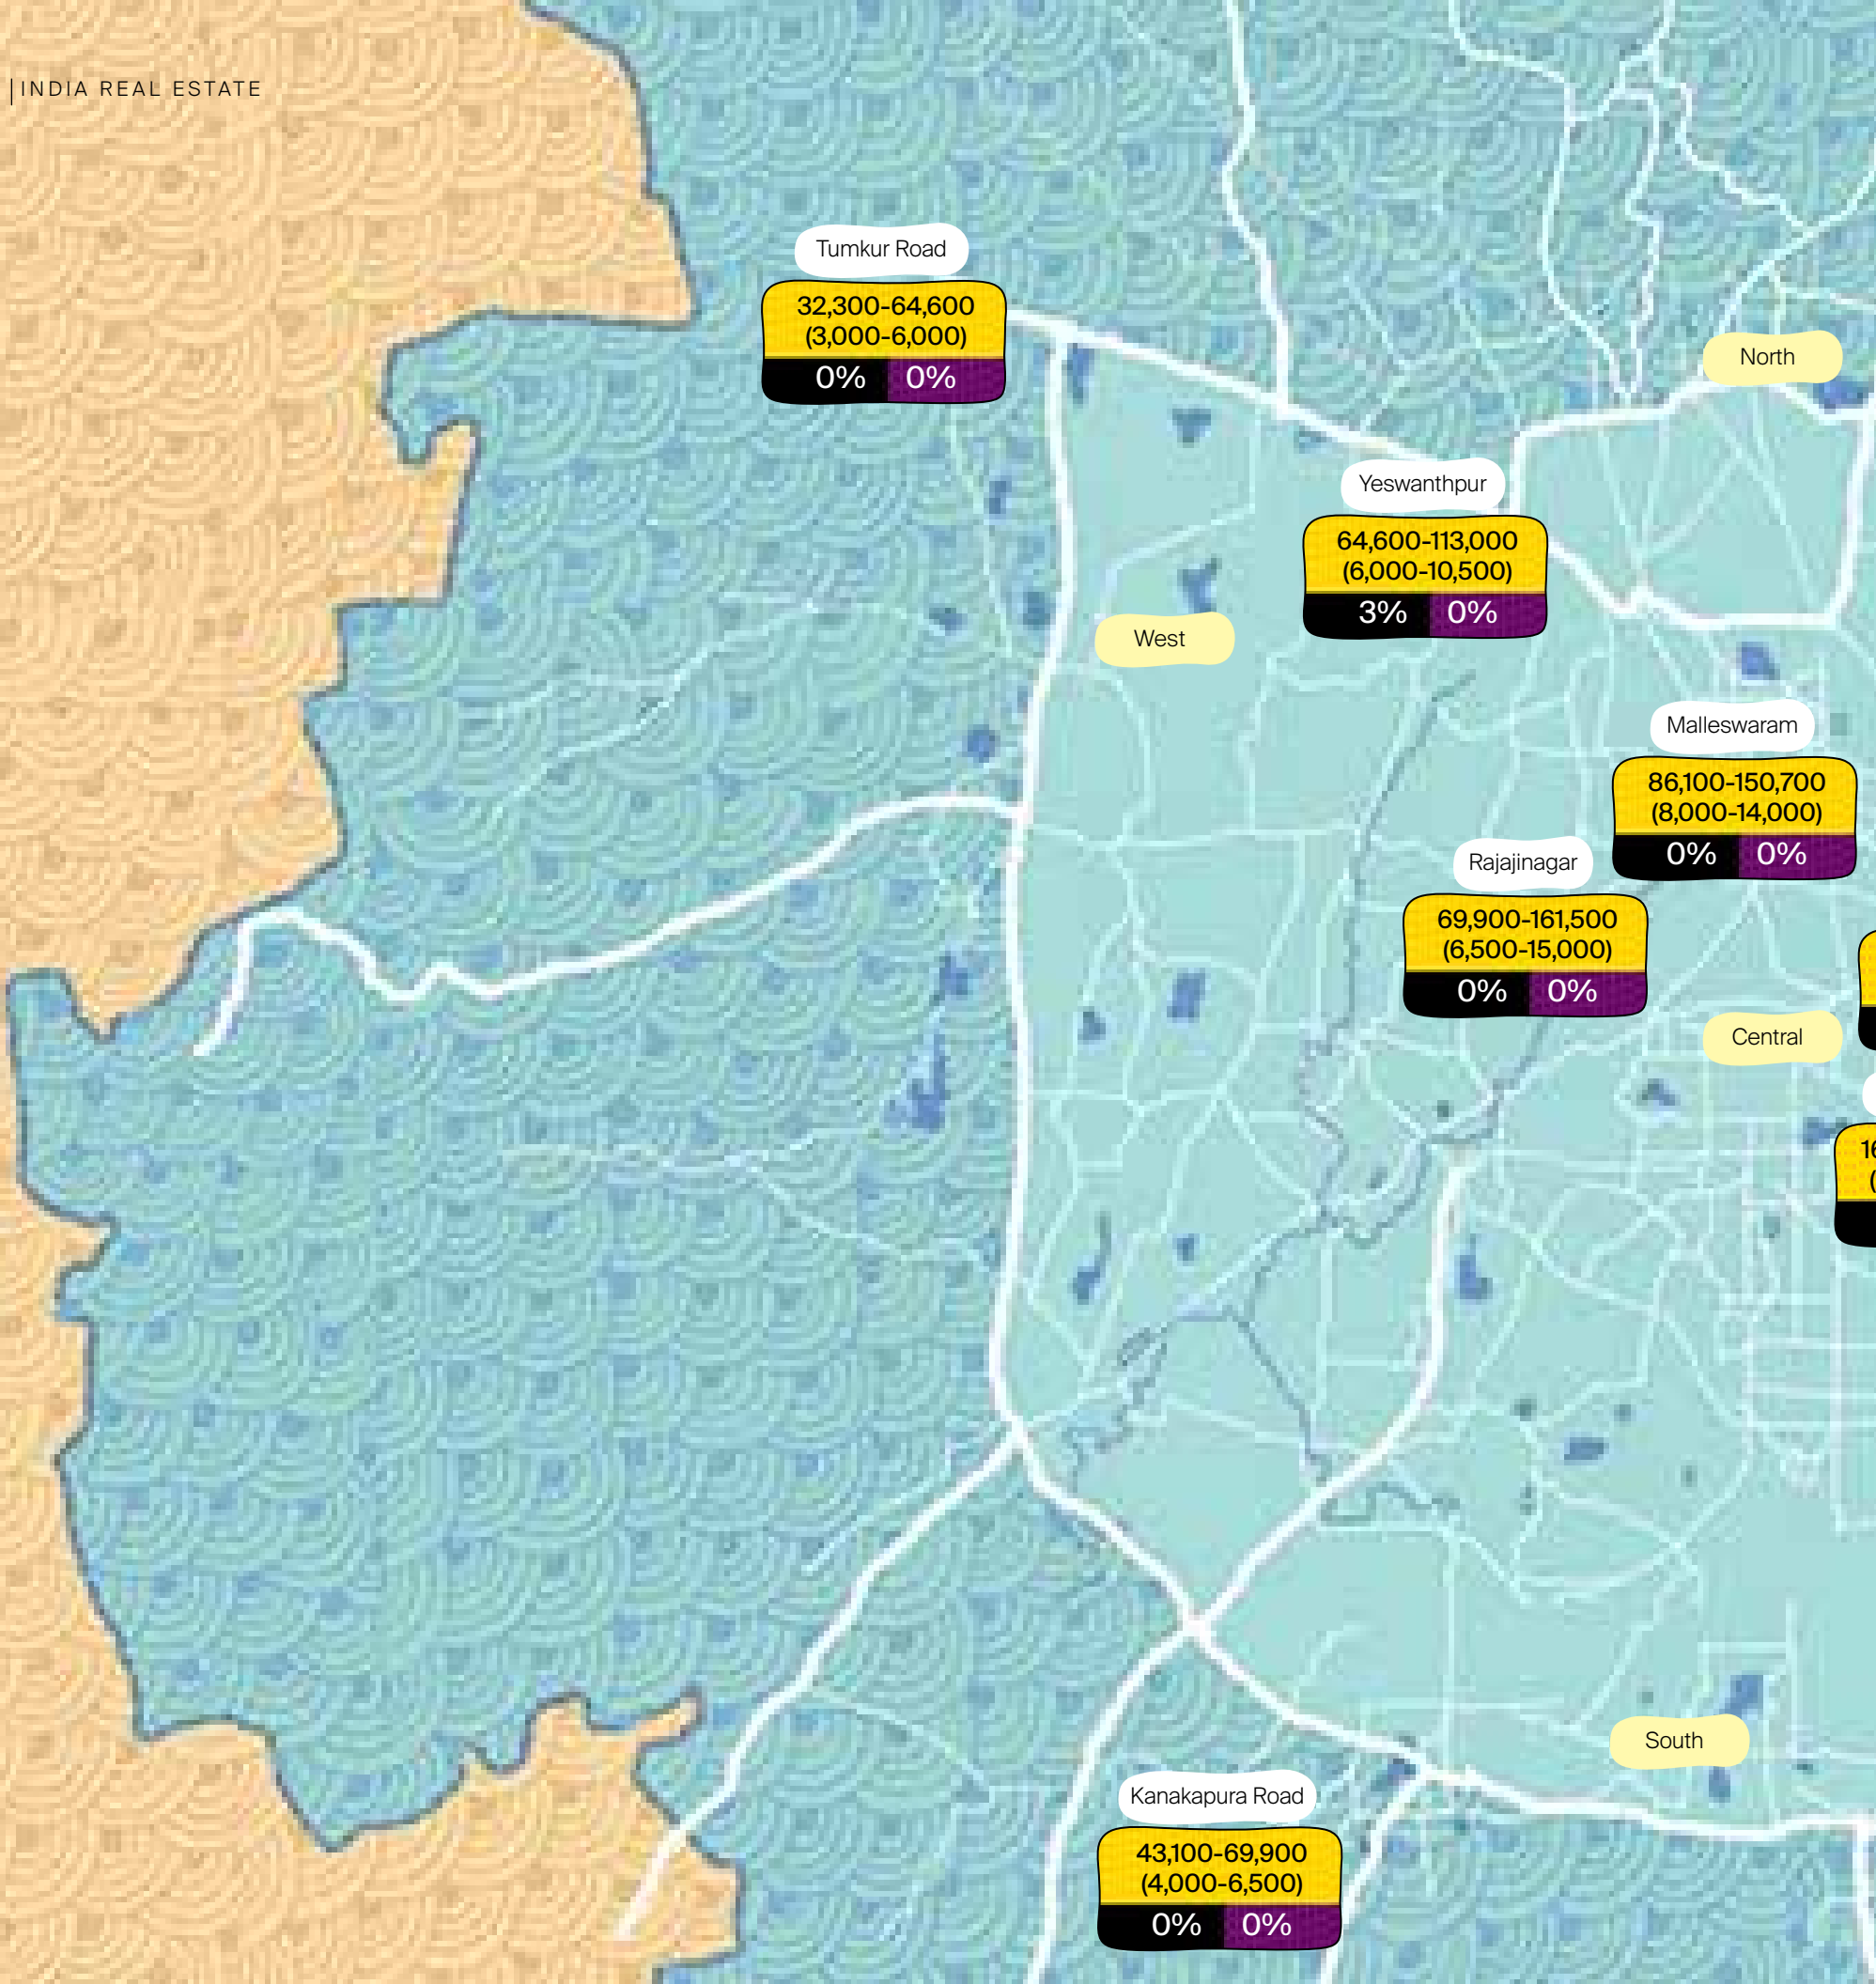 INDIA REAL ESTATE
Tumkur Road
32,300-64,600
(3,000-6,000)
0% 0%
North
Yeswanthpur
64,600-113,000
(6,000-10,500)
3% 0%
West
Malleswaram
86,100-150,700
(8,000-14,000)
0% 0%
Rajajinagar
69,900-161,500
(6,500-15,000)
0% 0%
Central
South
Kanakapura Road
43,100-69,900
(4,000-6,500)
0% 0%